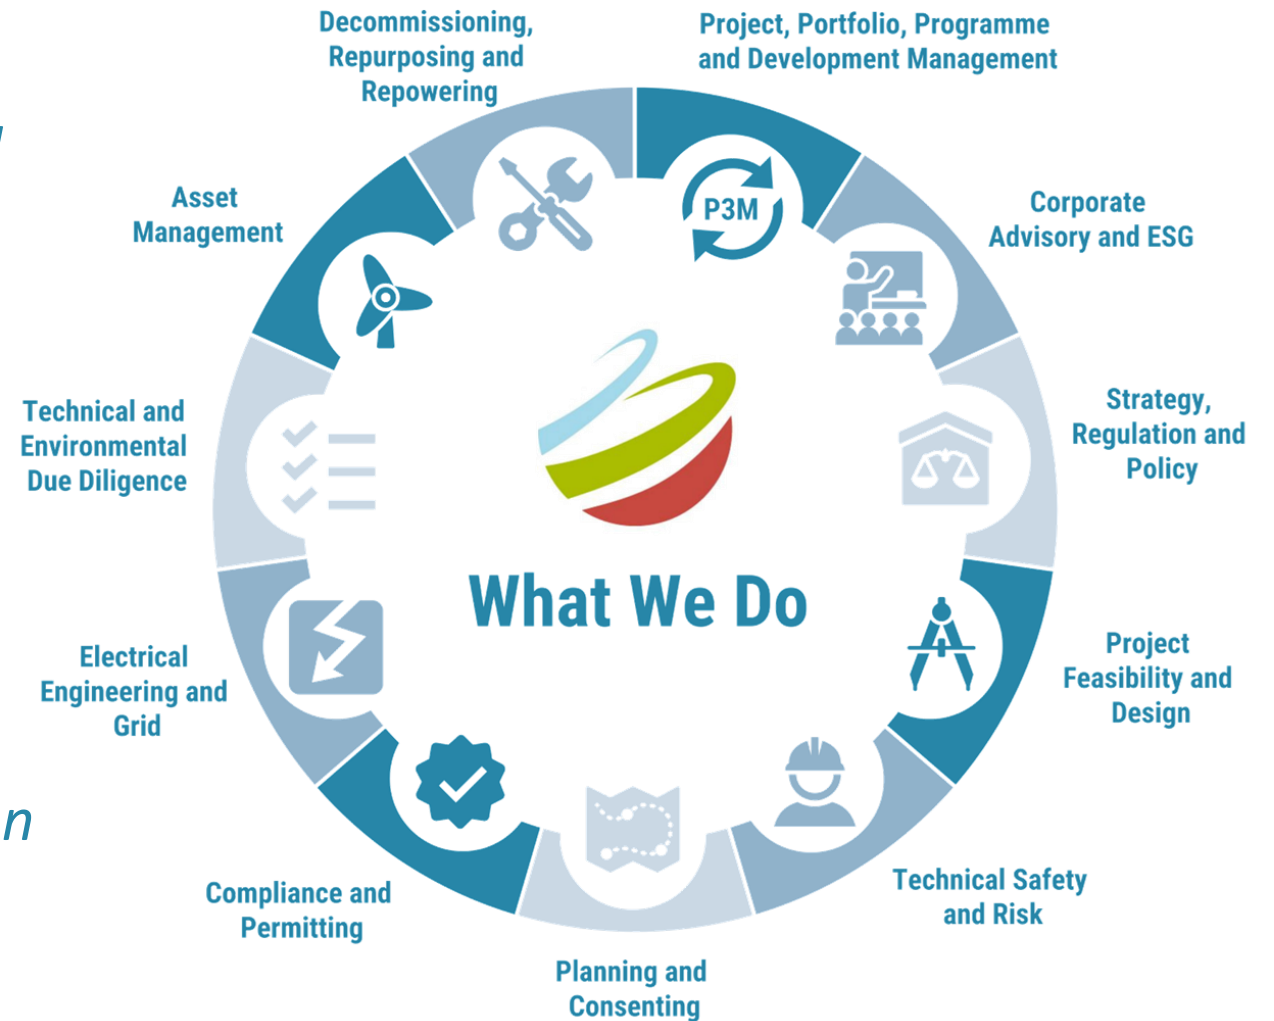 Decommissioning,
Repurposing and
Repowering
Project, Portfolio, Programme
and Development Management
P3M
Asset
Management
Corporate
Advisory and ESG
Technical and
Environmental
Due Diligence
Strategy,
Regulation and
Policy
What We Do
Electrical
Engineering and
Grid
Project
Feasibility and
Design
n
Compliance and
Permitting
Technical Safety
and Risk
Planning and
Consenting